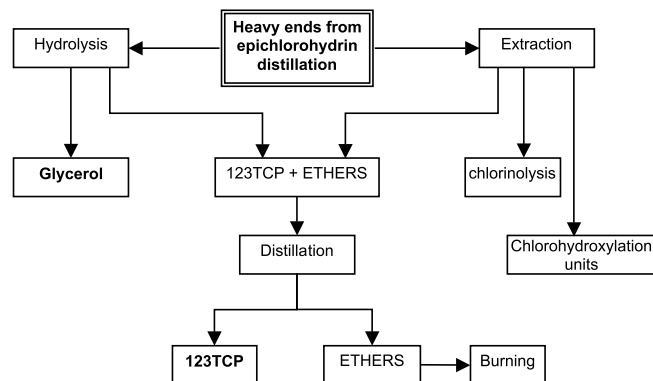 Hydrolysis
Heavy ends from
epichlorohydrin
distillation
Extraction
Glycerol
123TCP + ETHERS
chlorinolysis
Distillation
Chlorohydroxylation
units
123TCP
ETHERS
Burning